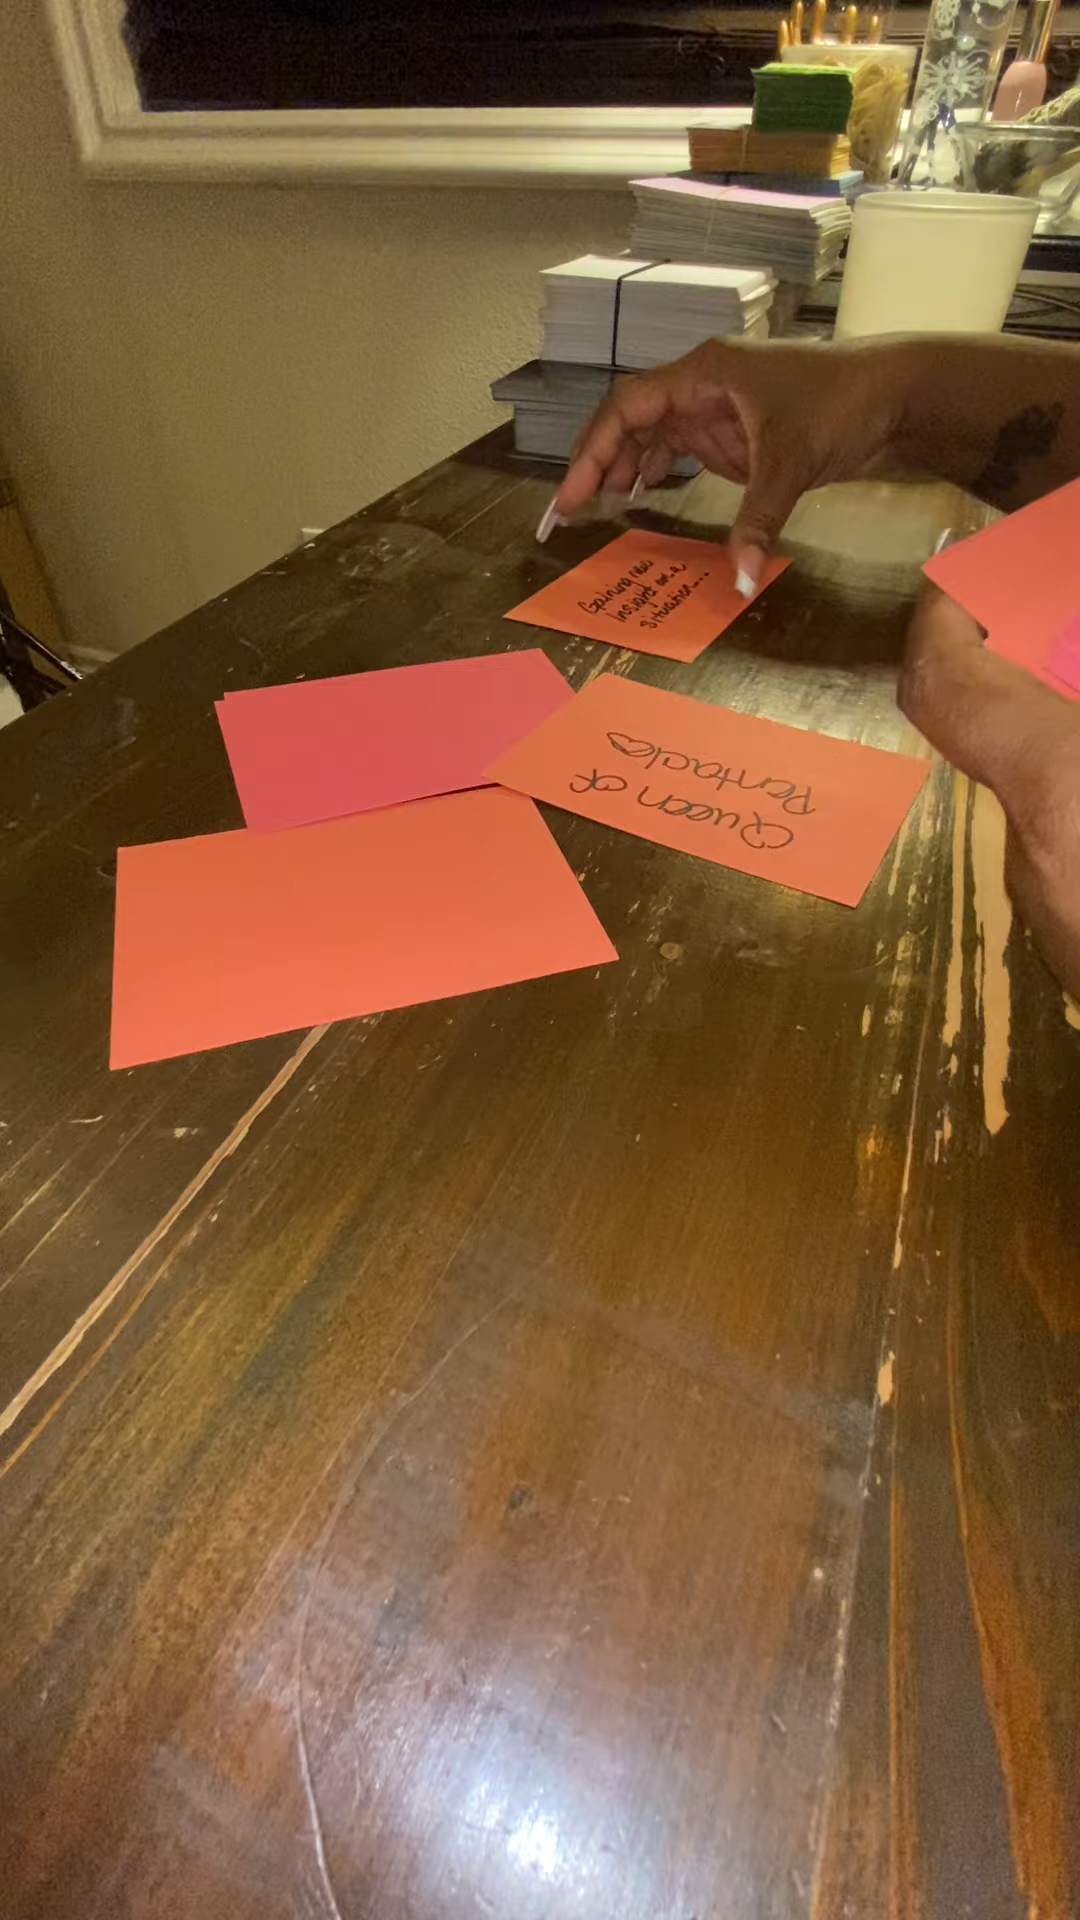 Gaining new
insight on a
situation...
Queen of
Pentacles